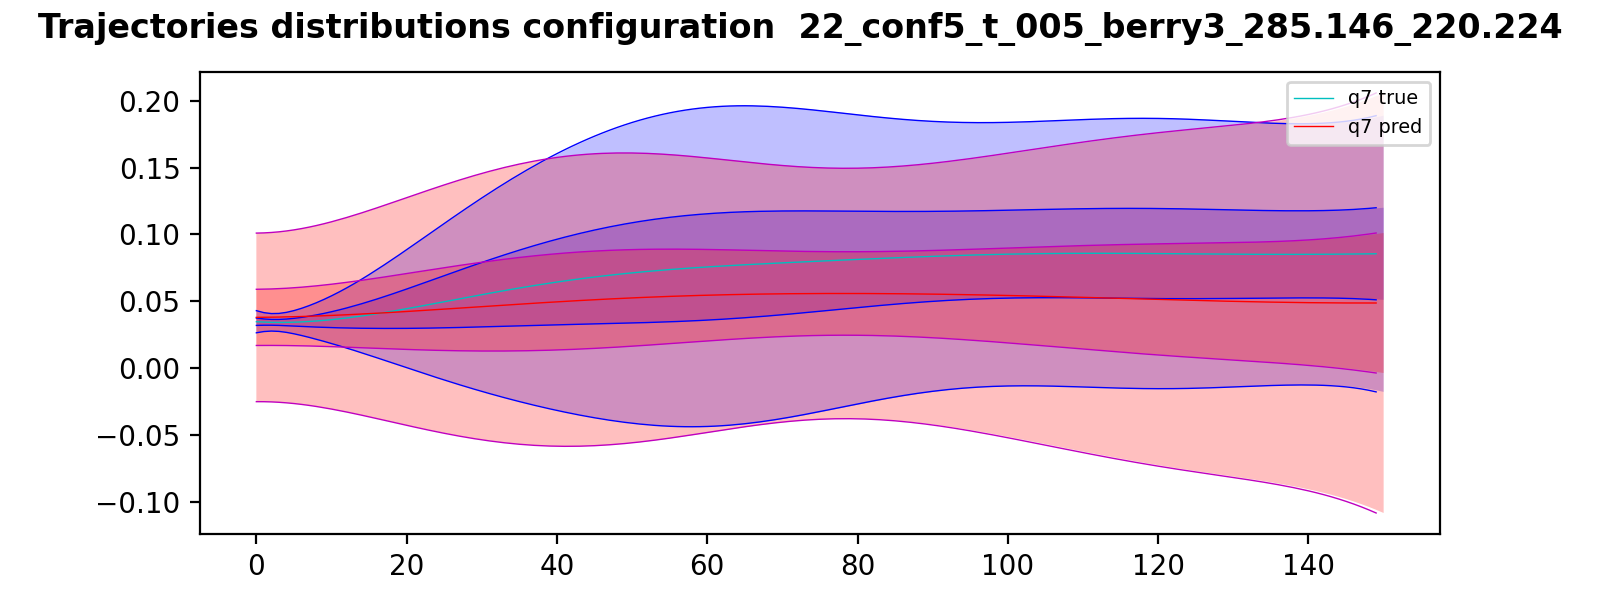 Trajectories distributions configuration  22_conf5_t_005_berry3_285.146_220.224
q7 true
q7 pred
0.20
0.15
0.10
0.05
0.00
−0.05
−0.10
0 20 40 60 80 100 120 140